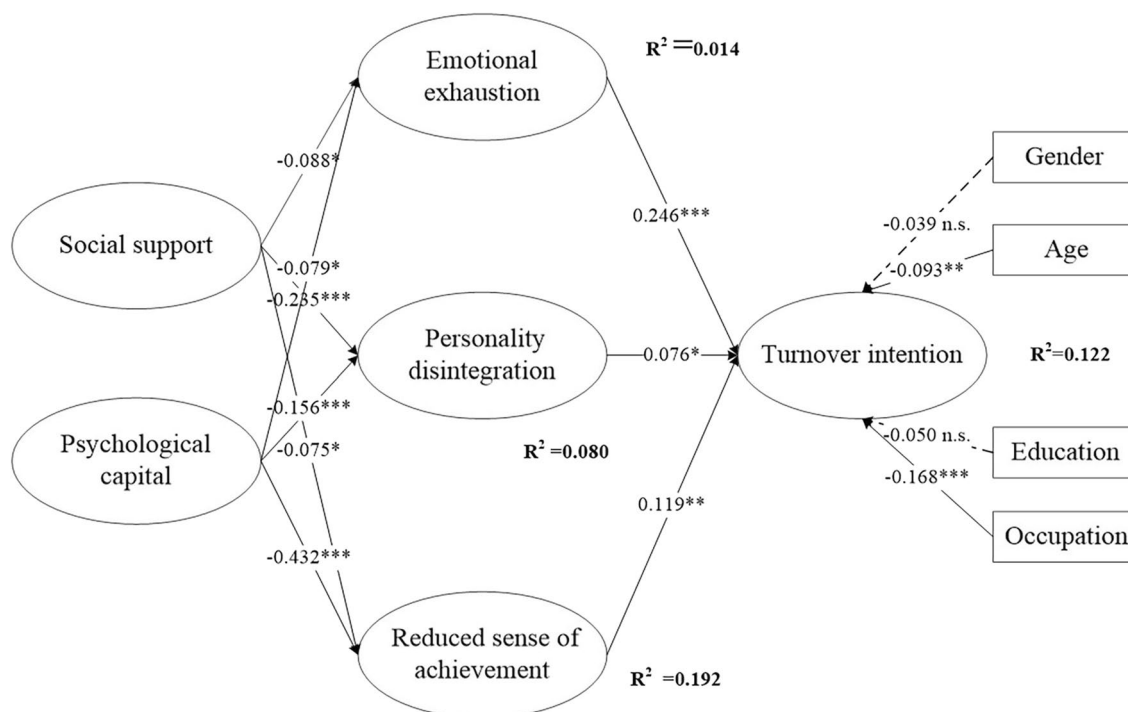 Emotional
exhaustion
R² =0.014
Gender
-0.088*
0.246***
-0.039 n.s.
Social support
Age
-0.079*
-0.093**
-0.235***
Personality
disintegration
0.076*
Turnover intention
R²=0.122
-0.156***
Psychological
capital
-0.075*
R² =0.080
-0.050 n.s.
Education
-0.168***
0.119**
Occupation
-0.432***
Reduced sense of
achievement
R² =0.192